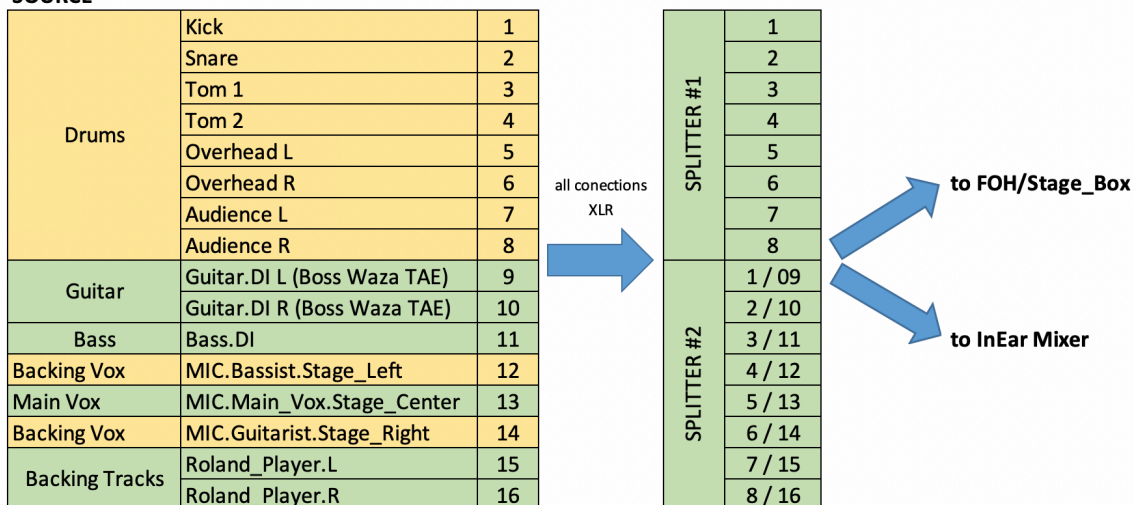 SOURCE
Drums
Kick 1
Snare 2
Tom 1 3
Tom 2 4
Overhead L 5
Overhead R 6
Audience L 7
Audience R 8
Guitar
Guitar.DI L (Boss Waza TAE) 9
Guitar.DI R (Boss Waza TAE) 10
Bass Bass.DI 11
Backing Vox MIC.Bassist.Stage_Left 12
Main Vox MIC.Main_Vox.Stage_Center 13
Backing Vox MIC.Guitarist.Stage_Right 14
Backing Tracks
Roland_Player.L 15
Roland_Player.R 16
all conections
XLR
SPLITTER #1
1
2
3
4
5
6
7
8
SPLITTER #2
1 / 09
2 / 10
3 / 11
4 / 12
5 / 13
6 / 14
7 / 15
8 / 16
to FOH/Stage_Box
to InEar Mixer